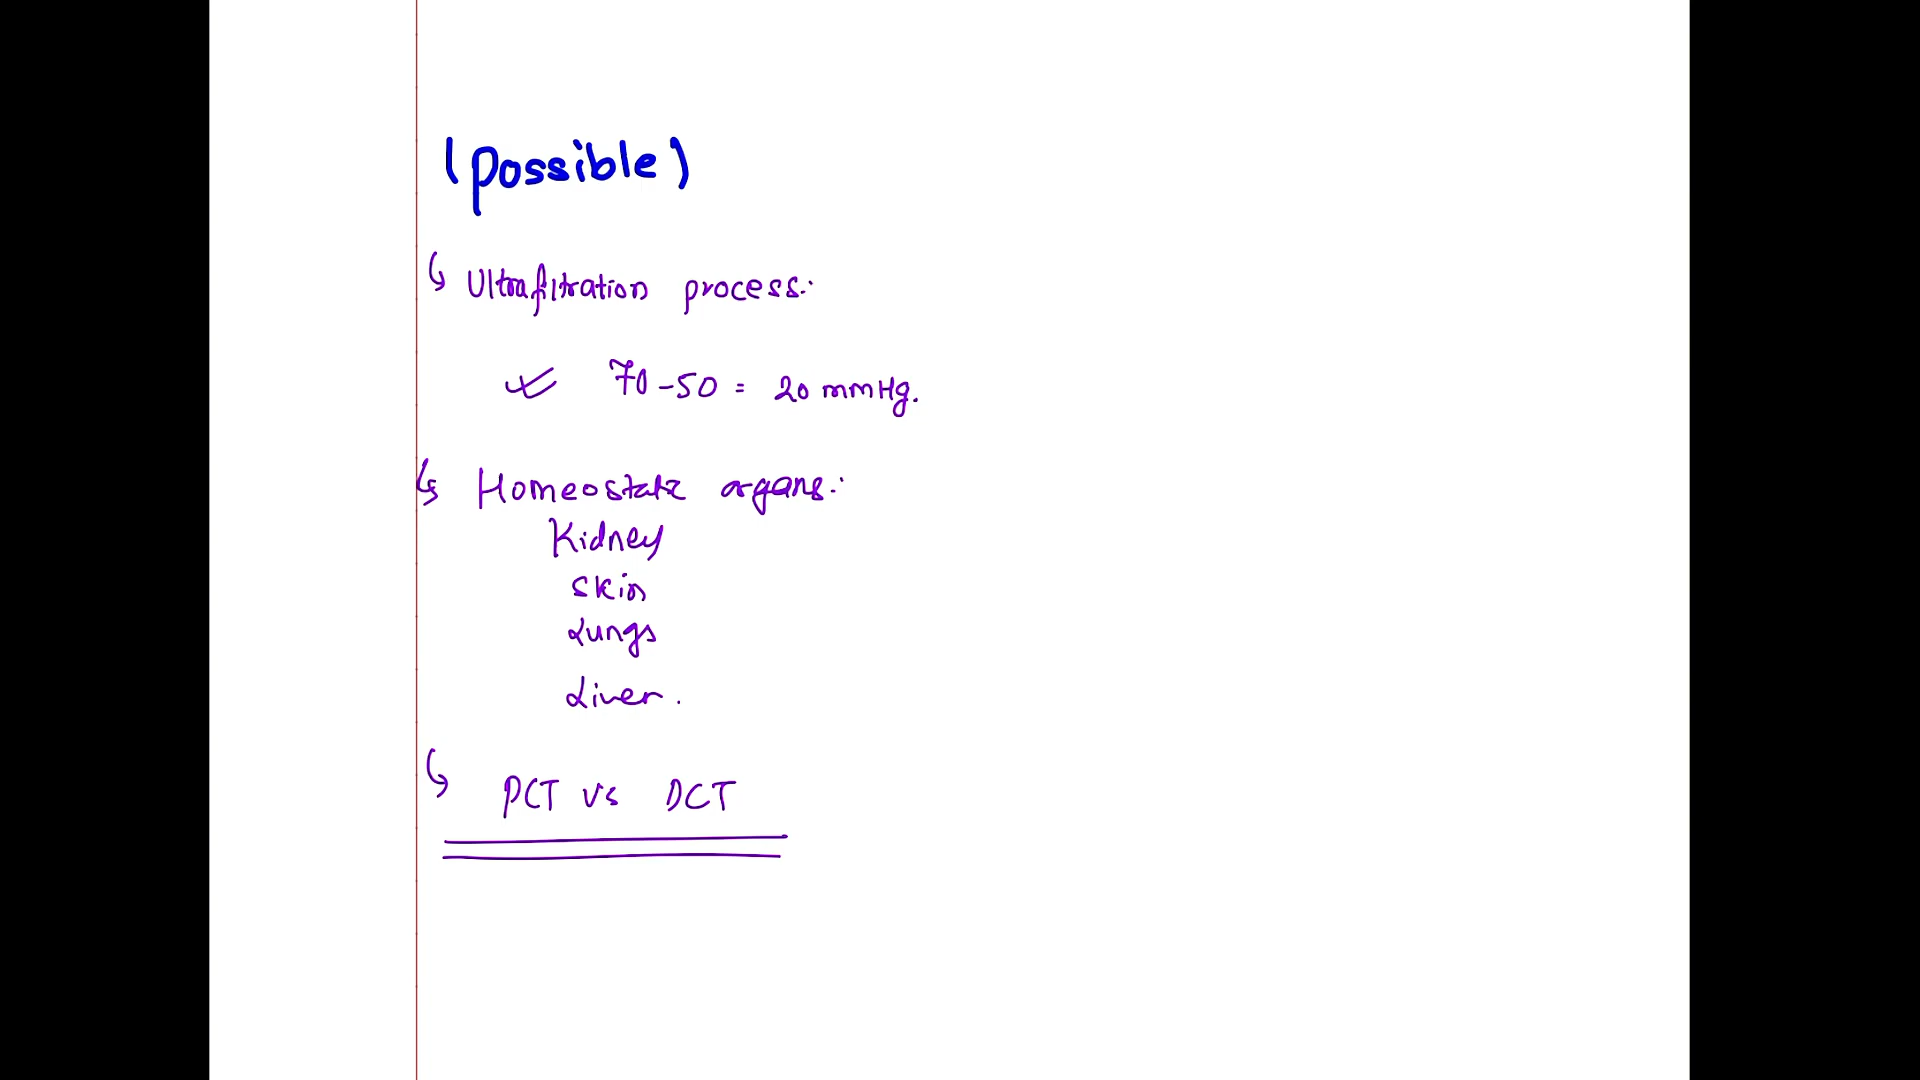 (possible)
↳ Ultrafiltration process:
70 - 50 = 20 mmHg.
↳ Homeostatic organs:
Kidney
Skin
Lungs
Liver.
↳ PCT vs DCT